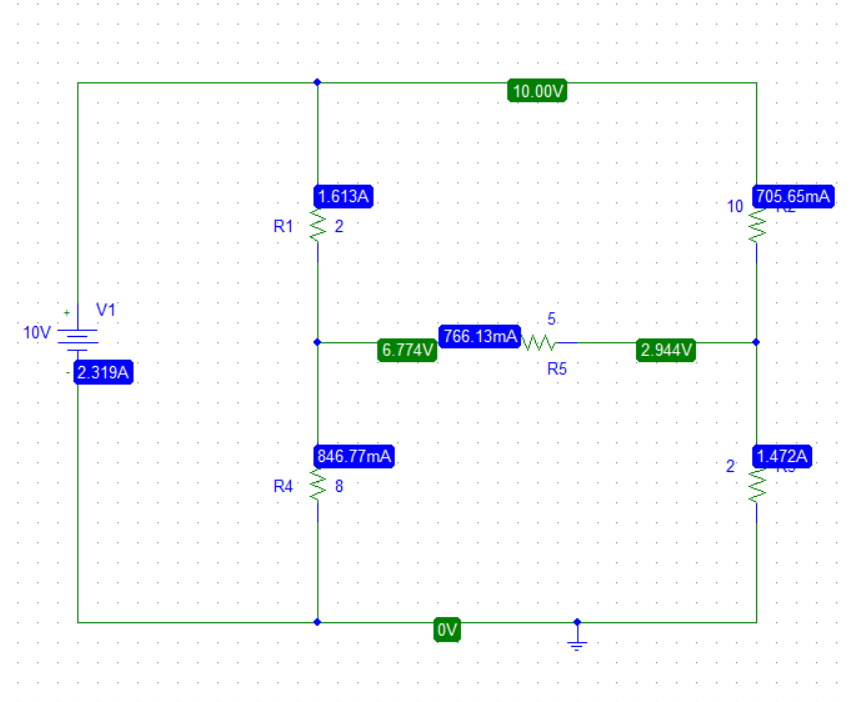 10.00V
1.613A
705.65mA
R1
2
10
R2
+
V1
10V
5
766.13mA
6.774V
2.944V
R5
-
2.319A
846.77mA
1.472A
2
R4
8
0V